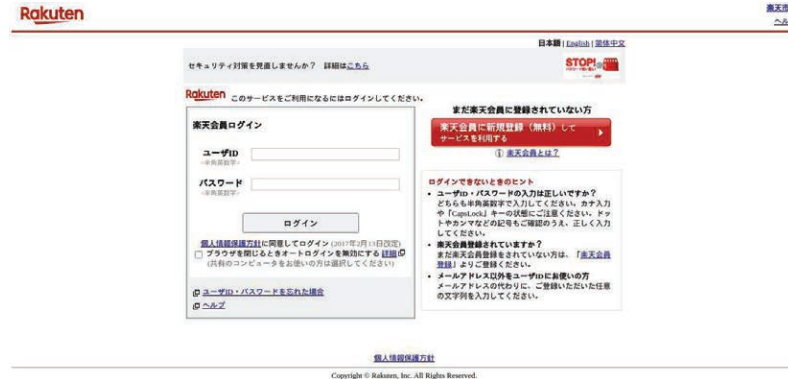 Rakuten
楽天市
ヘル
日本語 | English | 简体中文
セキュリティ対策を見直しませんか？ 詳細はこちら
STOP!
Rakuten このサービスをご利用になるにはログインしてください。
楽天会員ログイン
ユーザID
-半角英数字-
パスワード
-半角英数字-
ログイン
個人情報保護方針に同意してログイン (2017年2月13日改定)
ブラウザを閉じるときオートログインを無効にする 詳細
(共有のコンピュータをお使いの方は選択してください)
ユーザID・パスワードを忘れた場合
ヘルプ
まだ楽天会員に登録されていない方
楽天会員に新規登録（無料）して
サービスを利用する
楽天会員とは？
ログインできないときのヒント
・ユーザID・パスワードの入力は正しいですか？
どちらも半角英数字で入力してください。カナ入力
や「CapsLock」キーの状態にご注意ください。ドッ
トやカンマなどの記号もご確認のうえ、正しく入力
してください。
・楽天会員登録されていますか？
まだ楽天会員登録をされていない方は、「楽天会員
登録」よりご登録ください。
・メールアドレス以外をユーザIDにお使いの方
メールアドレスの代わりに、ご登録いただいた任意
の文字列を入力してください。
個人情報保護方針
Copyright © Rakuten, Inc. All Rights Reserved.